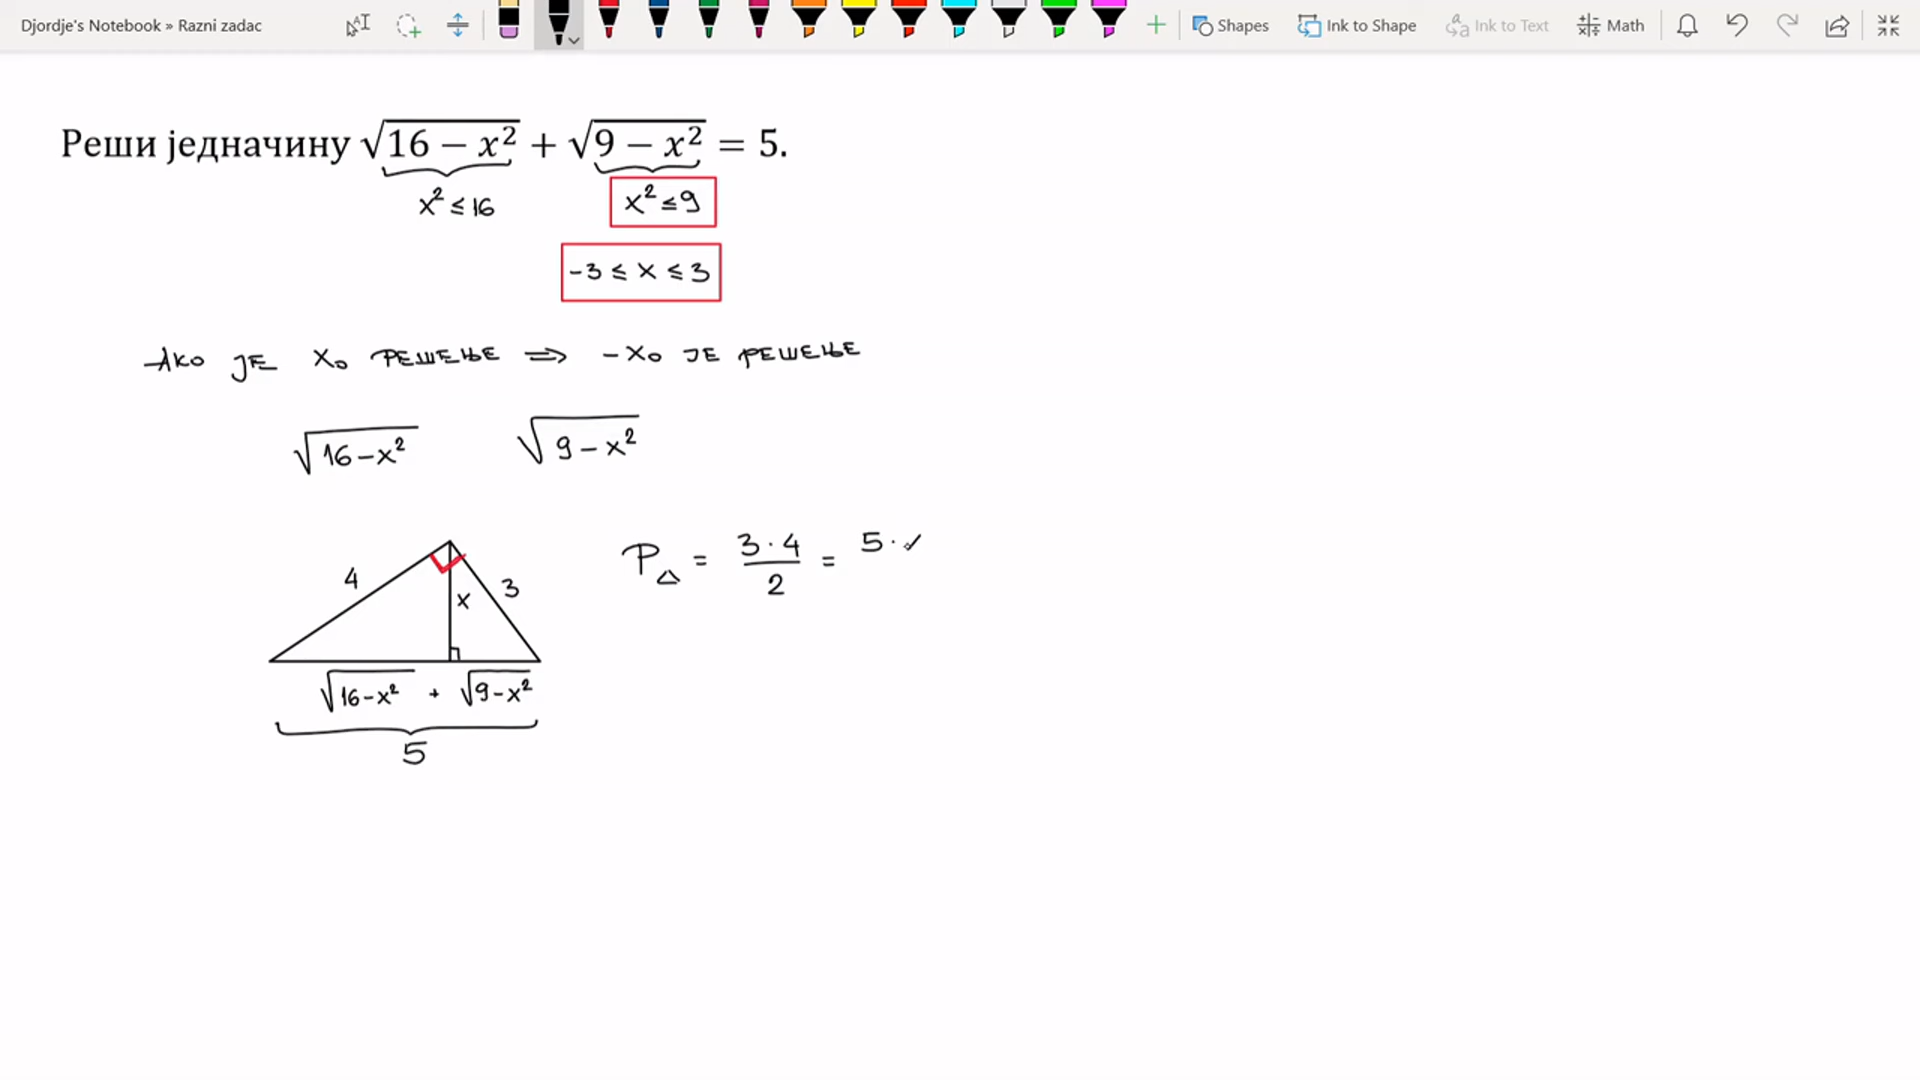 Djordje's Notebook » Razni zadac
Shapes Ink to Shape Ink to Text Math
Реши једначину √(16 − x²) + √(9 − x²) = 5.
x² ≤ 16 x² ≤ 9
-3 ≤ x ≤ 3
Ако је x₀ решење ⇒ -x₀ је решење
√(16-x²) √(9-x²)
P△ = 3·4/2 = 5·
4 x 3
√(16-x²) + √(9-x²)
5